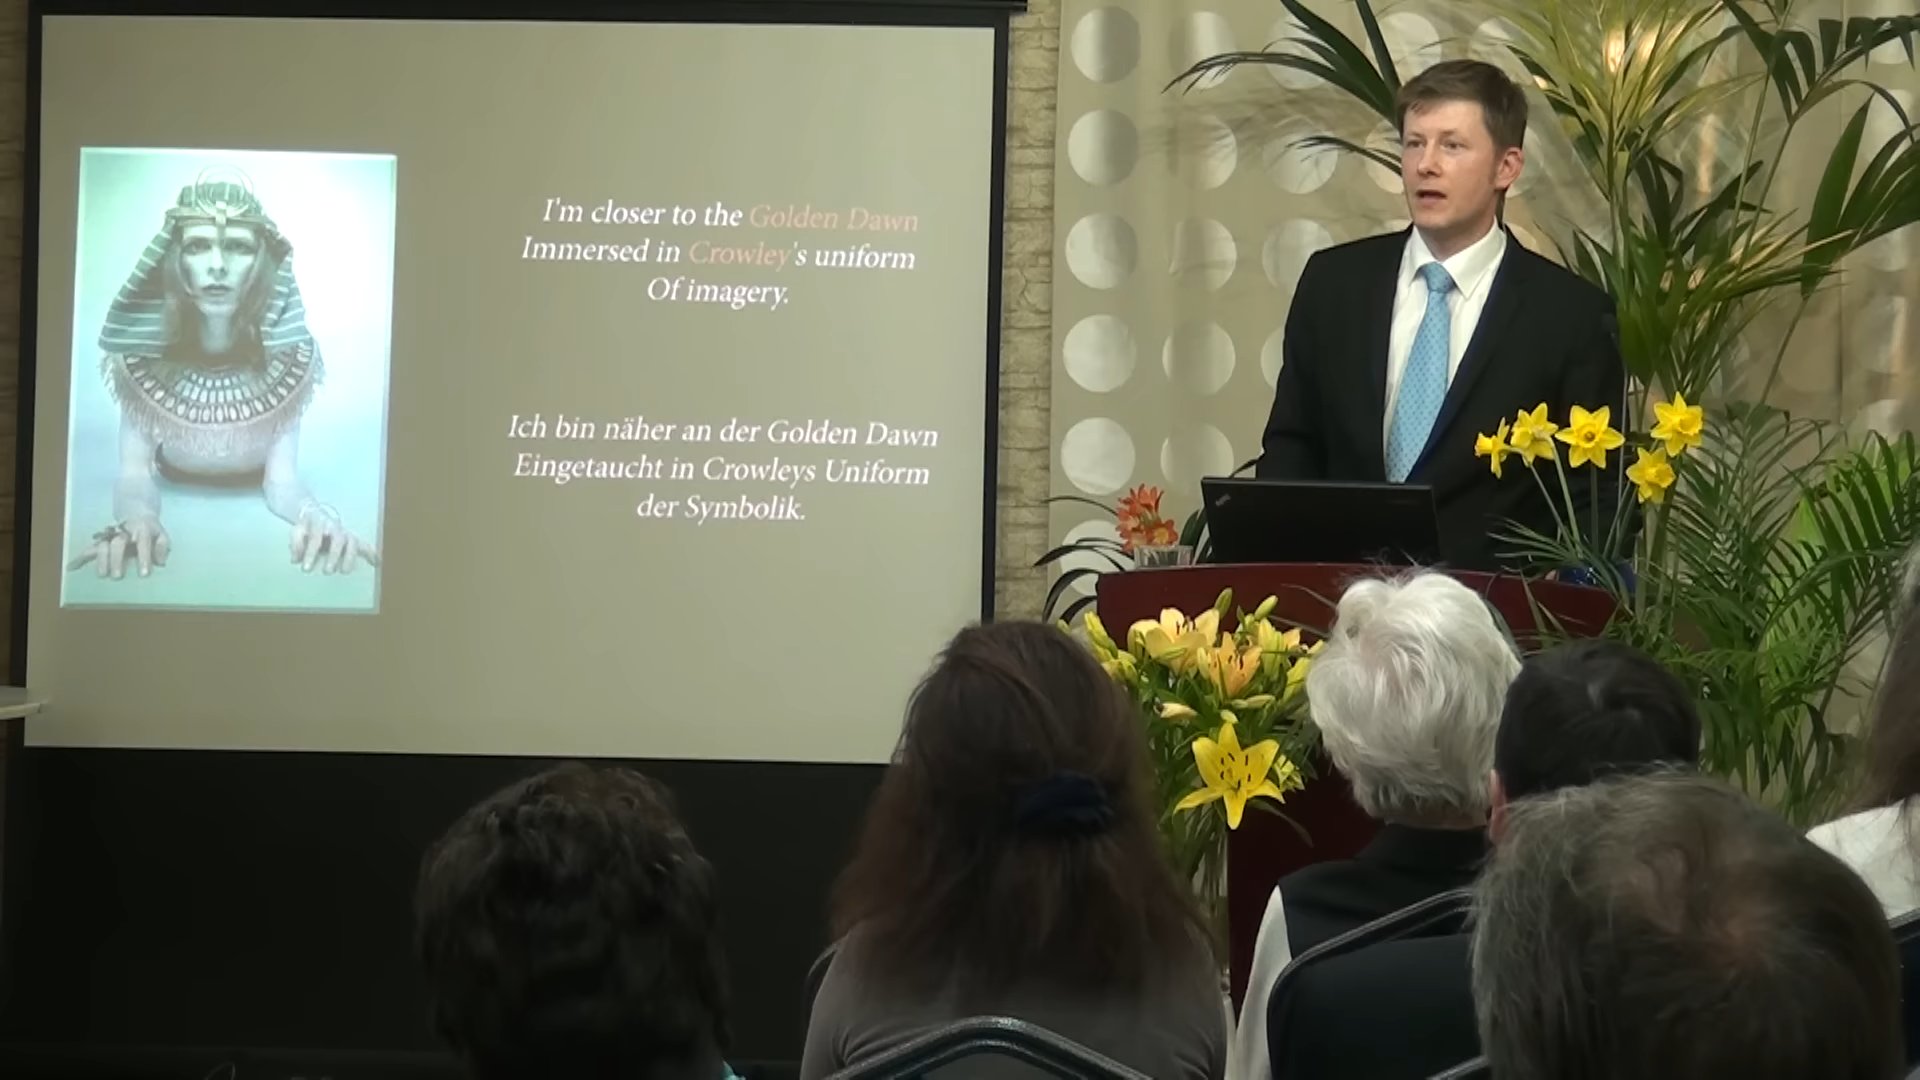 I'm closer to the Golden Dawn
Immersed in Crowley's uniform
Of imagery.
Ich bin näher an der Golden Dawn
Eingetaucht in Crowleys Uniform
der Symbolik.